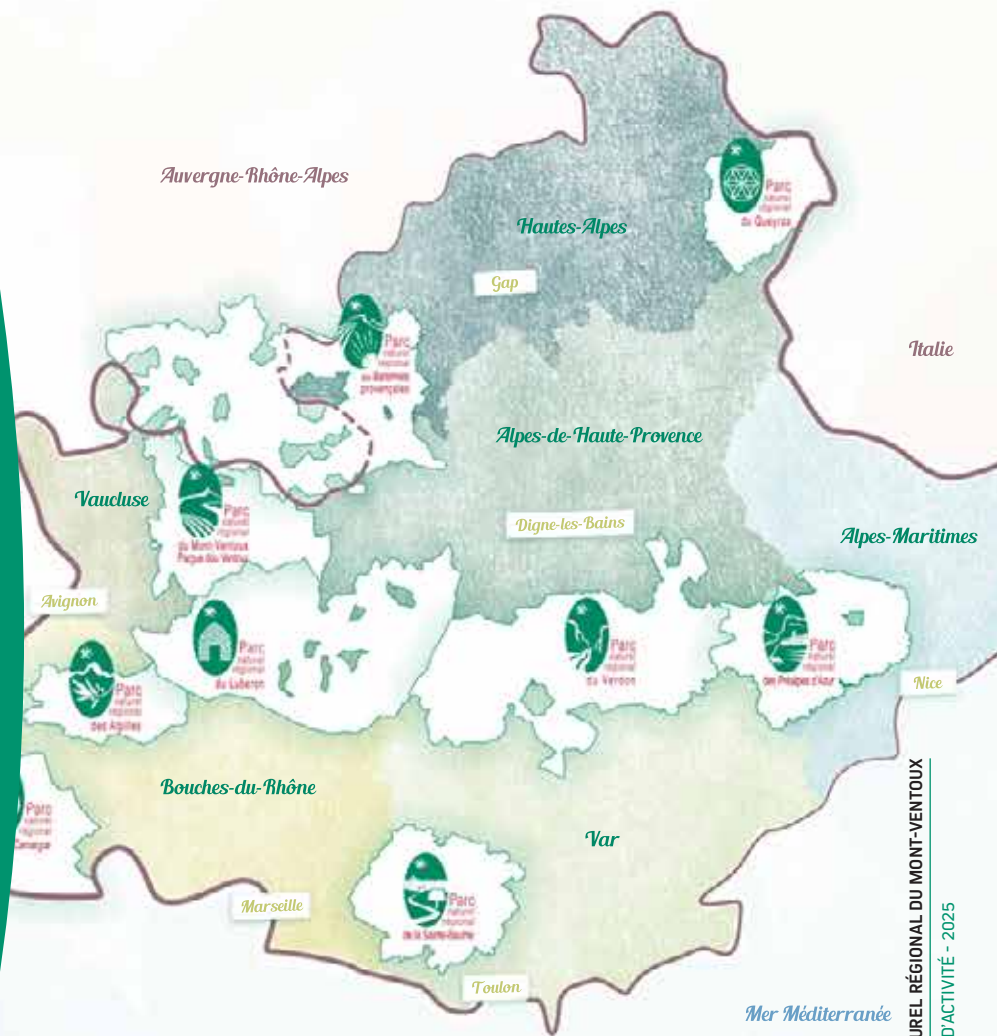 Auvergne-Rhône-Alpes
Parc
naturel
régional
du Queyras
Hautes-Alpes
Gap
Italie
Parc
naturel
régional
des Baronnies
provençales
Alpes-de-Haute-Provence
Vaucluse
Parc
naturel
régional
du Mont-Ventoux
Digne-les-Bains
Alpes-Maritimes
Avignon
Parc
naturel
régional
du Luberon
Parc
naturel
régional
du Verdon
Parc
naturel
régional
des Préalpes d'Azur
Parc
naturel
régional
des Alpilles
Nice
Bouches-du-Rhône
Parc
naturel
régional
Camargue
Var
Parc
naturel
régional
de la Sainte-Baume
Marseille
Toulon
Mer Méditerranée
UREL RÉGIONAL DU MONT-VENTOUX
D'ACTIVITÉ - 2025